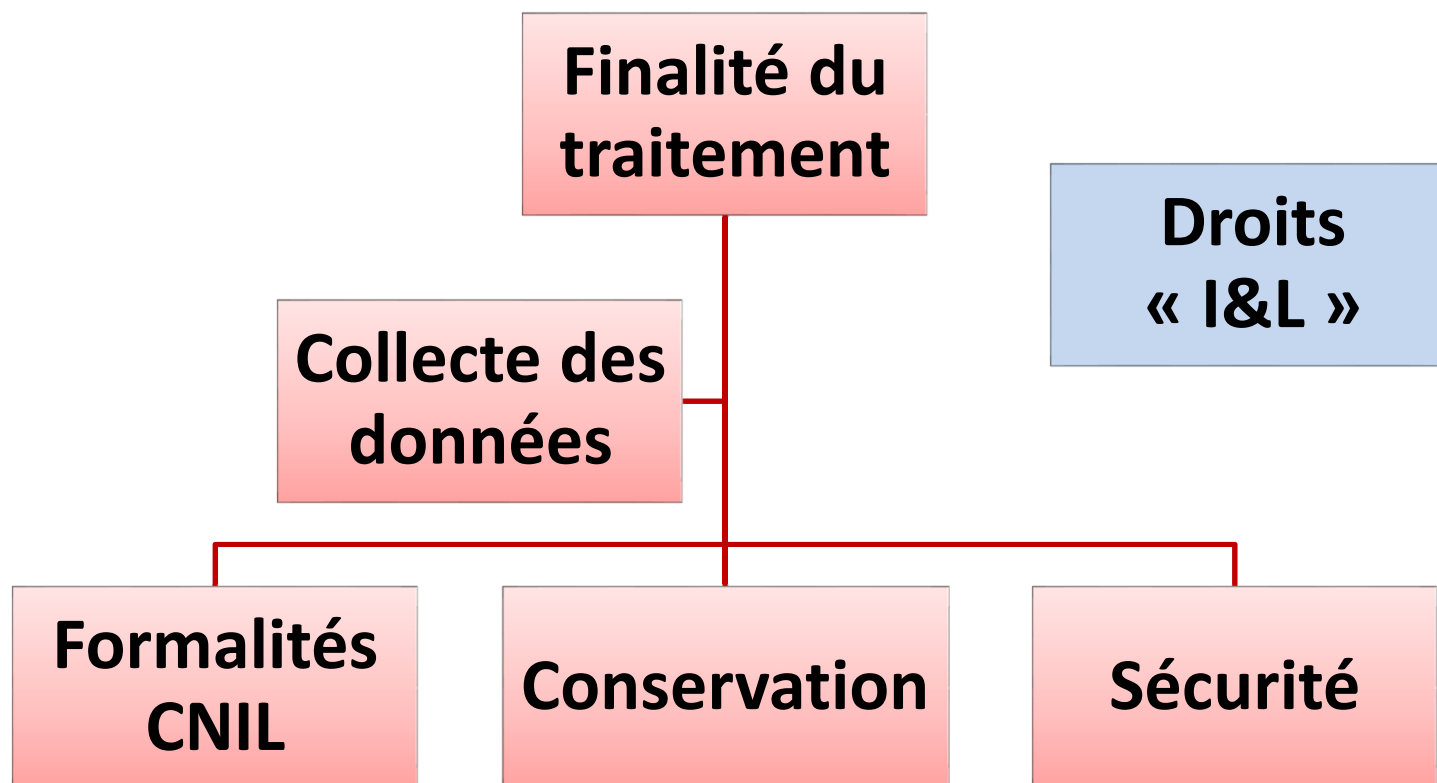 Finalité du
traitement
Droits
« I&L »
Collecte des
données
Formalités
CNIL
Conservation
Sécurité